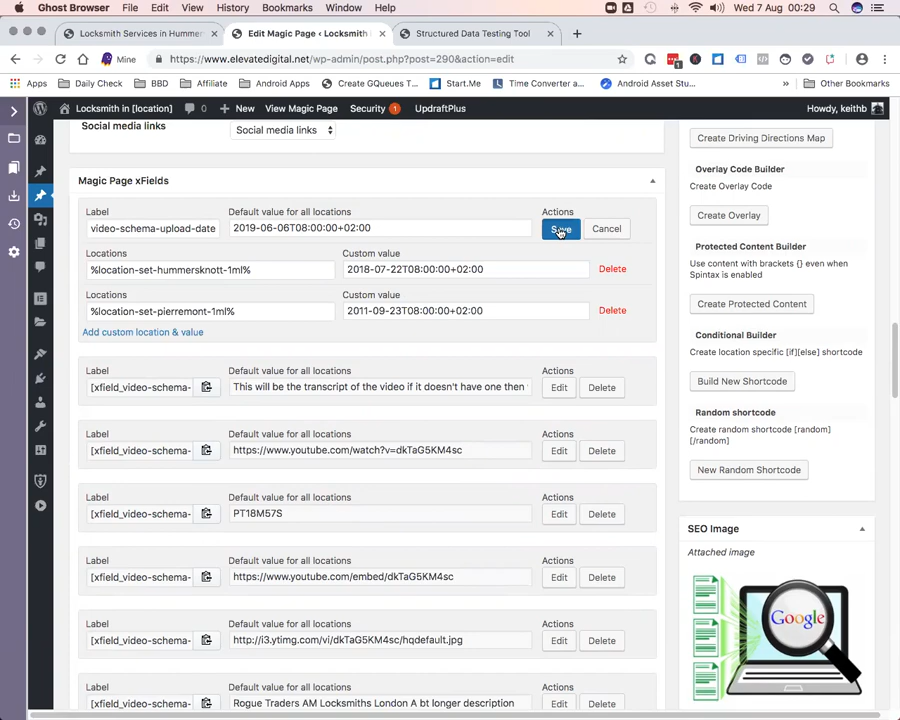 Ghost Browser File Edit View History Bookmarks Window Help Wed 7 Aug 00:29
Locksmith Services in Hummer × Edit Magic Page ‹ Locksmith × Structured Data Testing Tool × +
Mine https://www.elevatedigital.net/wp-admin/post.php?post=290&action=edit
Apps Daily Check BBD Affiliate Create GQueues T... Start.Me Time Converter a... Android Asset Stu... » Other Bookmarks
Locksmith in [location] 0 + New View Magic Page Security 1 UpdraftPlus Howdy, keithb
Social media links Social media links
Create Driving Directions Map
Overlay Code Builder
Create Overlay Code
Create Overlay
Protected Content Builder
Use content with brackets {} even when
Spintax is enabled
Create Protected Content
Conditional Builder
Create location specific [if][else] shortcode
Build New Shortcode
Random shortcode
Create random shortcode [random]
[/random]
New Random Shortcode
SEO Image
Attached image
Google
Magic Page xFields
Label Default value for all locations Actions
video-schema-upload-date 2019-06-06T08:00:00+02:00 Save Cancel
Locations Custom value
%location-set-hummersknott-1ml% 2018-07-22T08:00:00+02:00 Delete
Locations Custom value
%location-set-pierremont-1ml% 2011-09-23T08:00:00+02:00 Delete
Add custom location & value
Label Default value for all locations Actions
[xfield_video-schema- This will be the transcript of the video if it doesn't have one then Edit Delete
Label Default value for all locations Actions
[xfield_video-schema- https://www.youtube.com/watch?v=dkTaG5KM4sc Edit Delete
Label Default value for all locations Actions
[xfield_video-schema- PT18M57S Edit Delete
Label Default value for all locations Actions
[xfield_video-schema- https://www.youtube.com/embed/dkTaG5KM4sc Edit Delete
Label Default value for all locations Actions
[xfield_video-schema- http://i3.ytimg.com/vi/dkTaG5KM4sc/hqdefault.jpg Edit Delete
Label Default value for all locations Actions
[xfield_video-schema- Rogue Traders AM Locksmiths London A bt longer description Edit Delete